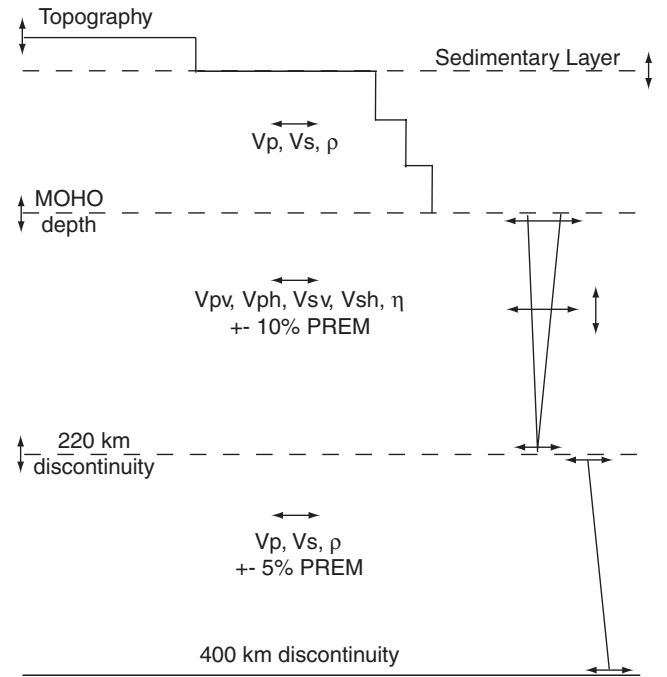 Topography
Sedimentary Layer
Vp, Vs, ρ
MOHO
depth
Vpv, Vph, Vsv, Vsh, η
+- 10% PREM
220 km
discontinuity
Vp, Vs, ρ
+- 5% PREM
400 km discontinuity